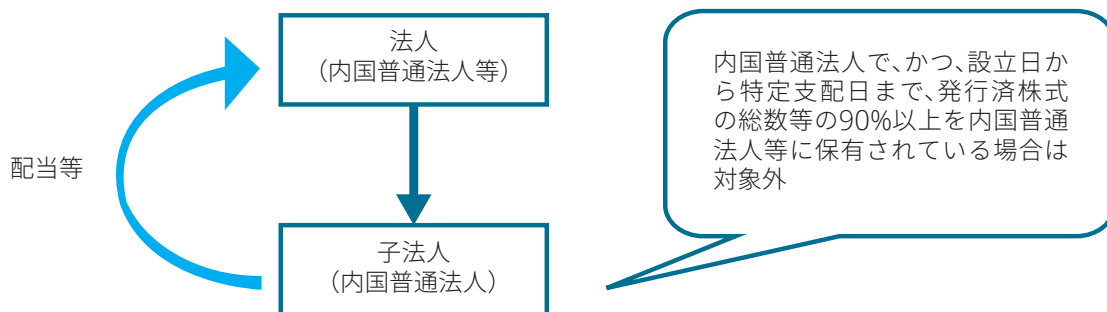 法人
（内国普通法人等）
配当等
子法人
（内国普通法人）
内国普通法人で、かつ、設立日か
ら特定支配日まで、発行済株式
の総数等の90%以上を内国普通
法人等に保有されている場合は
対象外